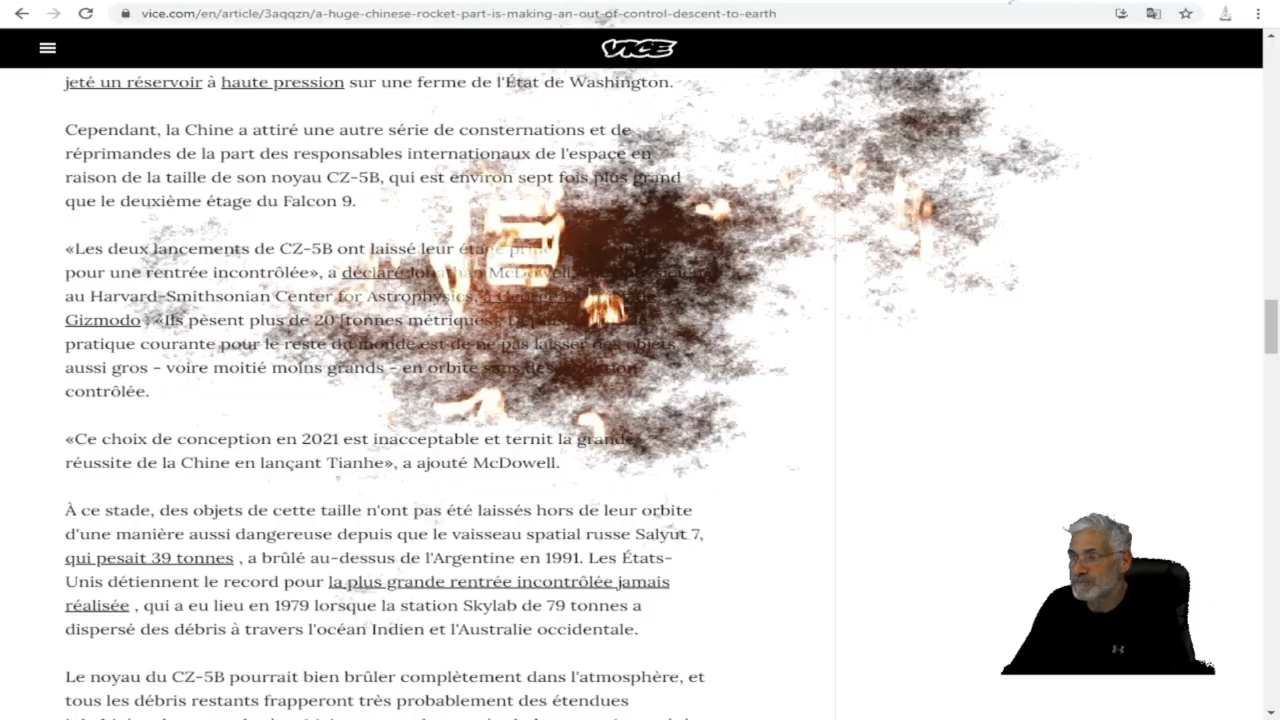 vice.com/en/article/3aqqzn/a-huge-chinese-rocket-part-is-making-an-out-of-control-descent-to-earth
VICE
jeté un réservoir à haute pression sur une ferme de l'État de Washington.
Cependant, la Chine a attiré une autre série de consternations et de
réprimandes de la part des responsables internationaux de l'espace en
raison de la taille de son noyau CZ-5B, qui est environ sept fois plus grand
que le deuxième étage du Falcon 9.
«Les deux lancements de CZ-5B ont laissé leur étage
pour une rentrée incontrôlée», a déclaré McDowell,
au Harvard-Smithsonian Center for Astrophysics,
Gizmodo «Ils pèsent plus de 20 [tonnes métriques].
pratique courante pour le reste du monde est de ne pas laisser des objets
aussi gros - voire moitié moins grands - en orbite sans
contrôlée.
«Ce choix de conception en 2021 est inacceptable et ternit la grande
réussite de la Chine en lançant Tianhe», a ajouté McDowell.
À ce stade, des objets de cette taille n'ont pas été laissés hors de leur orbite
d'une manière aussi dangereuse depuis que le vaisseau spatial russe Salyut 7,
qui pesait 39 tonnes , a brûlé au-dessus de l'Argentine en 1991. Les États-
Unis détiennent le record pour la plus grande rentrée incontrôlée jamais
réalisée , qui a eu lieu en 1979 lorsque la station Skylab de 79 tonnes a
dispersé des débris à travers l'océan Indien et l'Australie occidentale.
Le noyau du CZ-5B pourrait bien brûler complètement dans l'atmosphère, et
tous les débris restants frapperont très probablement des étendues